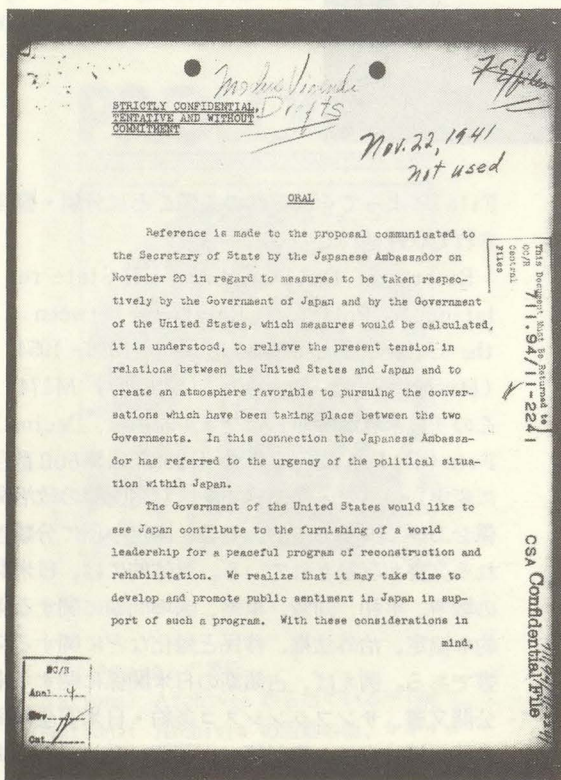 Modus Vivendi
Drafts
STRICTLY CONFIDENTIAL,
TENTATIVE AND WITHOUT
COMMITMENT
Nov. 22, 1941
not used
ORAL
Reference is made to the proposal communicated to
the Secretary of State by the Japanese Ambassador on
November 20 in regard to measures to be taken respec-
tively by the Government of Japan and by the Government
of the United States, which measures would be calculated,
it is understood, to relieve the present tension in
relations between the United States and Japan and to
create an atmosphere favorable to pursuing the conver-
sations which have been taking place between the two
Governments. In this connection the Japanese Ambassa-
dor has referred to the urgency of the political situa-
tion within Japan.
The Government of the United States would like to
see Japan contribute to the furnishing of a world
leadership for a peaceful program of reconstruction and
rehabilitation. We realize that it may take time to
develop and promote public sentiment in Japan in sup-
port of such a program. With these considerations in
mind,
This Document Must Be Returned to
CC/R
Central
Files
711.94/11-2241
CSA Confidential File
DC/R
Anal 4
Rev
Cat